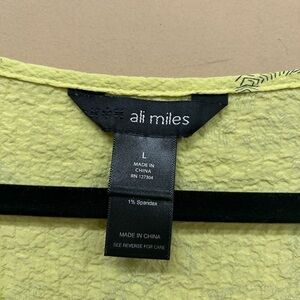 ali miles
L
MADE IN
CHINA
RN 127304
1% Spandex
MADE IN CHINA
SEE REVERSE FOR CARE